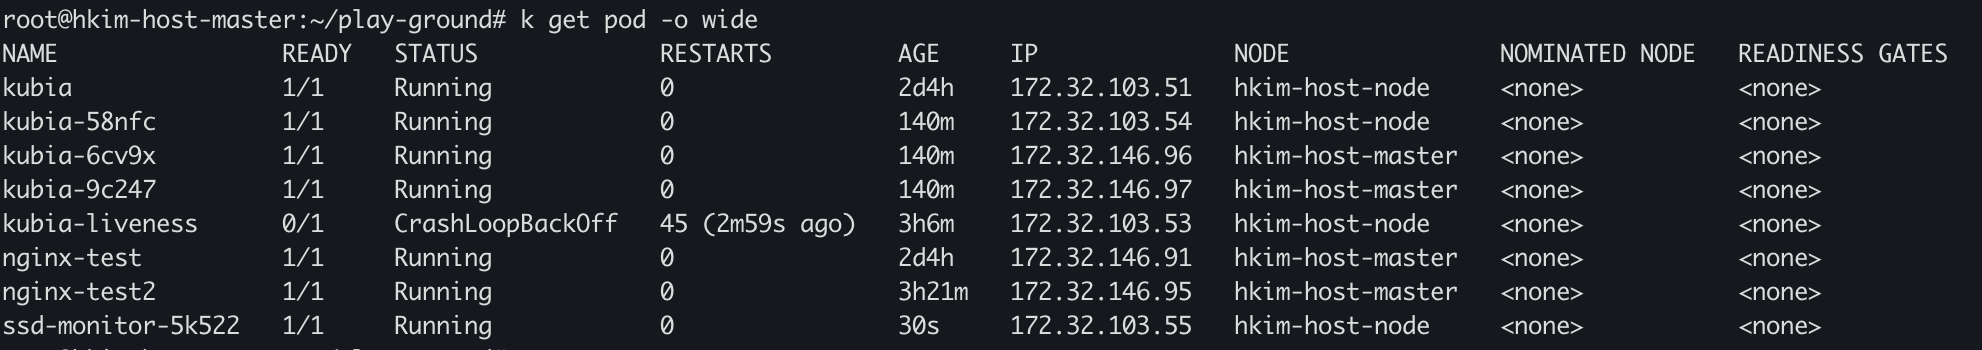 root@hkim-host-master:~/play-ground# k get pod -o wide
NAME READY STATUS RESTARTS AGE IP NODE NOMINATED NODE READINESS GATES
kubia 1/1 Running 0 2d4h 172.32.103.51 hkim-host-node <none> <none>
kubia-58nfc 1/1 Running 0 140m 172.32.103.54 hkim-host-node <none> <none>
kubia-6cv9x 1/1 Running 0 140m 172.32.146.96 hkim-host-master <none> <none>
kubia-9c247 1/1 Running 0 140m 172.32.146.97 hkim-host-master <none> <none>
kubia-liveness 0/1 CrashLoopBackOff 45 (2m59s ago) 3h6m 172.32.103.53 hkim-host-node <none> <none>
nginx-test 1/1 Running 0 2d4h 172.32.146.91 hkim-host-master <none> <none>
nginx-test2 1/1 Running 0 3h21m 172.32.146.95 hkim-host-master <none> <none>
ssd-monitor-5k522 1/1 Running 0 30s 172.32.103.55 hkim-host-node <none> <none>